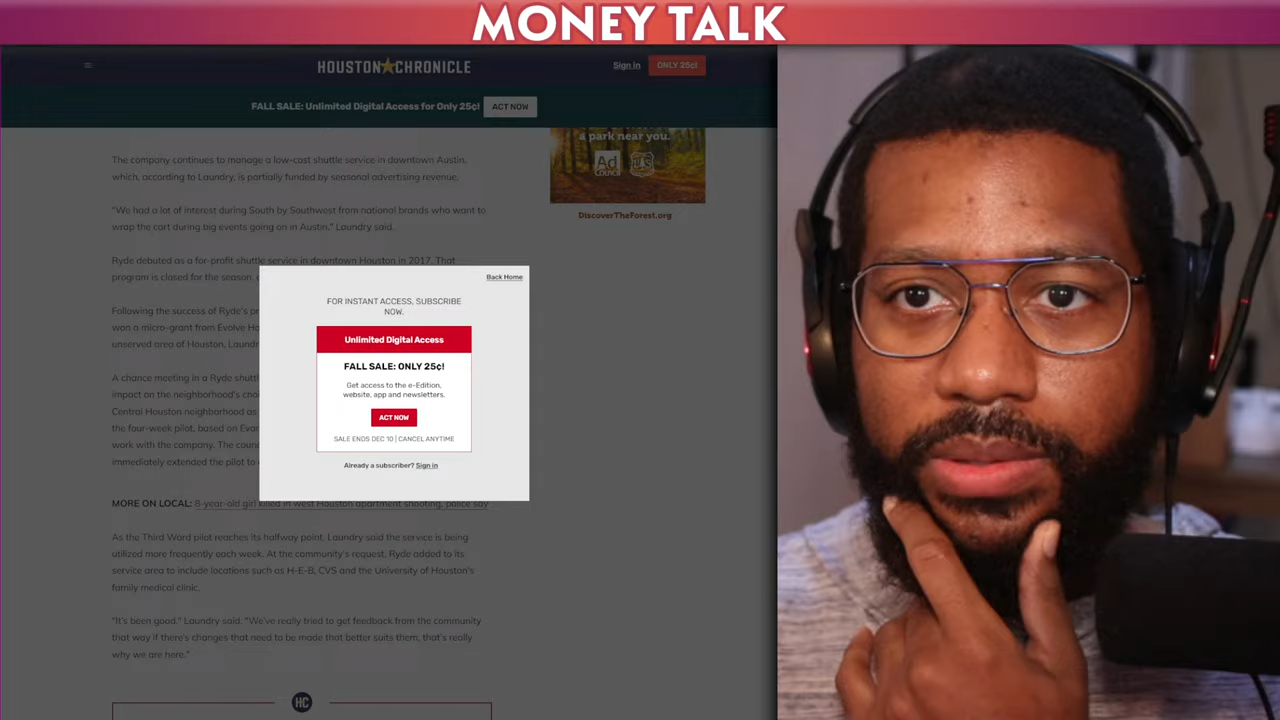 MONEY TALK
HOUSTON CHRONICLE
Sign in
ONLY 25¢!
FALL SALE: Unlimited Digital Access for Only 25¢!
ACT NOW
a park near you.
Ad
COUNCIL
DiscoverTheForest.org
The company continues to manage a low-cost shuttle service in downtown Austin,
which, according to Laundry, is partially funded by seasonal advertising revenue.
"We had a lot of interest during South by Southwest from national brands who want to
wrap the cart during big events going on in Austin," Laundry said.
Ryde debuted as a for-profit shuttle service in downtown Houston in 2017. That
program is closed for the season,
Following the success of Ryde's
won a micro-grant from Evolve
unserved area of Houston,
A chance meeting in a Ryde
impact on the neighborhood's
Central Houston neighborhood as
the four-week pilot, based on
work with the company. The
immediately extended the pilot to
Back Home
FOR INSTANT ACCESS, SUBSCRIBE
NOW.
Unlimited Digital Access
FALL SALE: ONLY 25¢!
Get access to the e-Edition,
website, app and newsletters.
ACT NOW
SALE ENDS DEC 10 | CANCEL ANYTIME
Already a subscriber? Sign in
MORE ON LOCAL: 8-year-old girl killed in west Houston apartment shooting, police say
As the Third Ward pilot reaches its halfway point, Laundry said the service is being
utilized more frequently each week. At the community's request, Ryde added to its
service area to include locations such as H-E-B, CVS and the University of Houston's
family medical clinic.
"It's been good," Laundry said. "We've really tried to get feedback from the community
that way if there's changes that need to be made that better suits them, that's really
why we are here."
HC